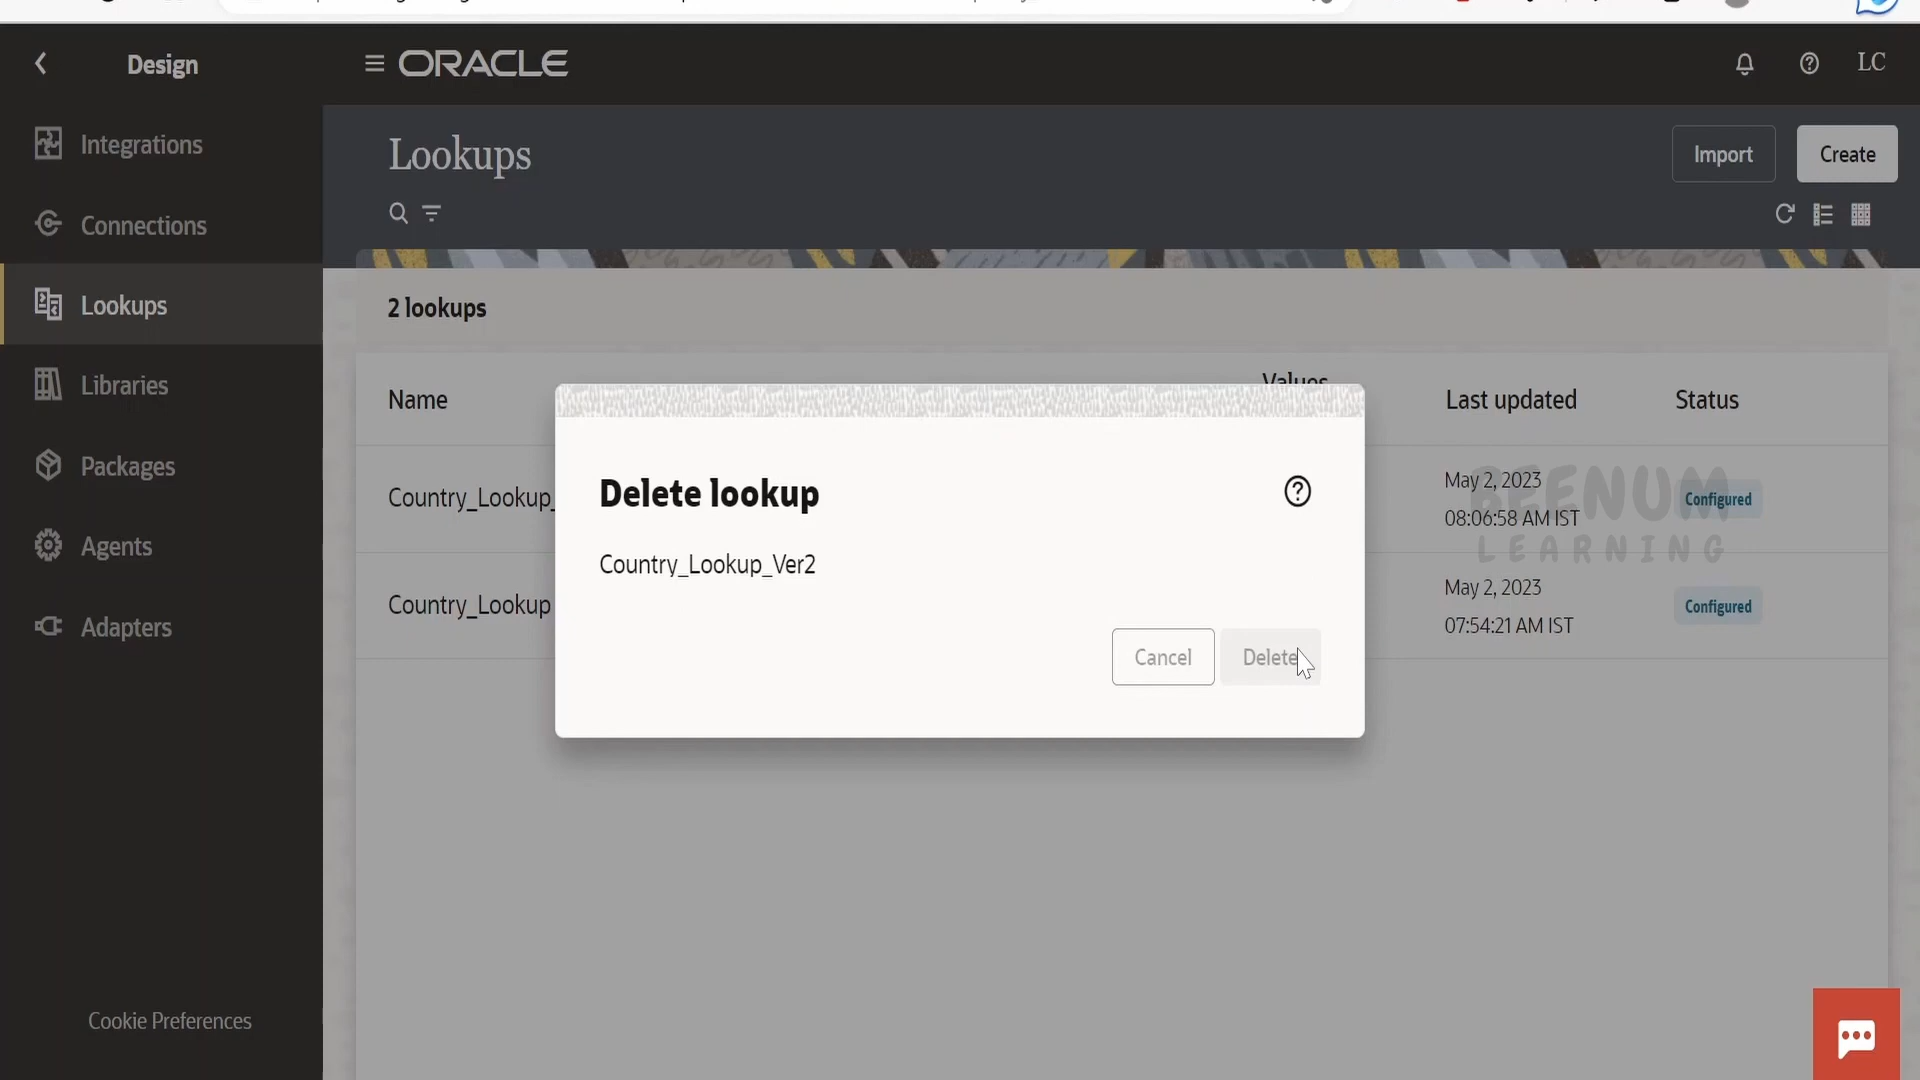 Design
ORACLE
LC
Integrations
Connections
Lookups
Libraries
Packages
Agents
Adapters
Cookie Preferences
Lookups
Import
Create
2 lookups
Name
Values
Last updated
Status
Country_Lookup_
May 2, 2023
08:06:58 AM IST
Configured
Country_Lookup
May 2, 2023
07:54:21 AM IST
Configured
BEENUM
LEARNING
Delete lookup
Country_Lookup_Ver2
Cancel
Delete